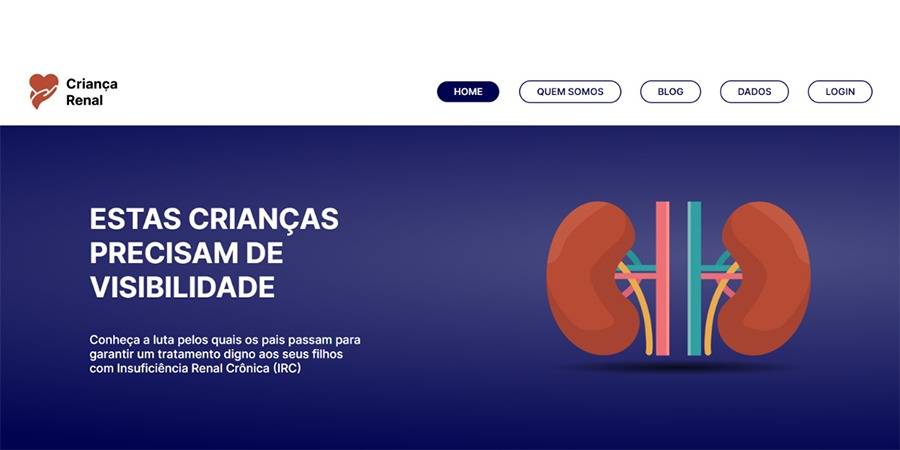 Criança
Renal
HOME
QUEM SOMOS
BLOG
DADOS
LOGIN
ESTAS CRIANÇAS
PRECISAM DE
VISIBILIDADE
Conheça a luta pelos quais os pais passam para
garantir um tratamento digno aos seus filhos
com Insuficiência Renal Crônica (IRC)